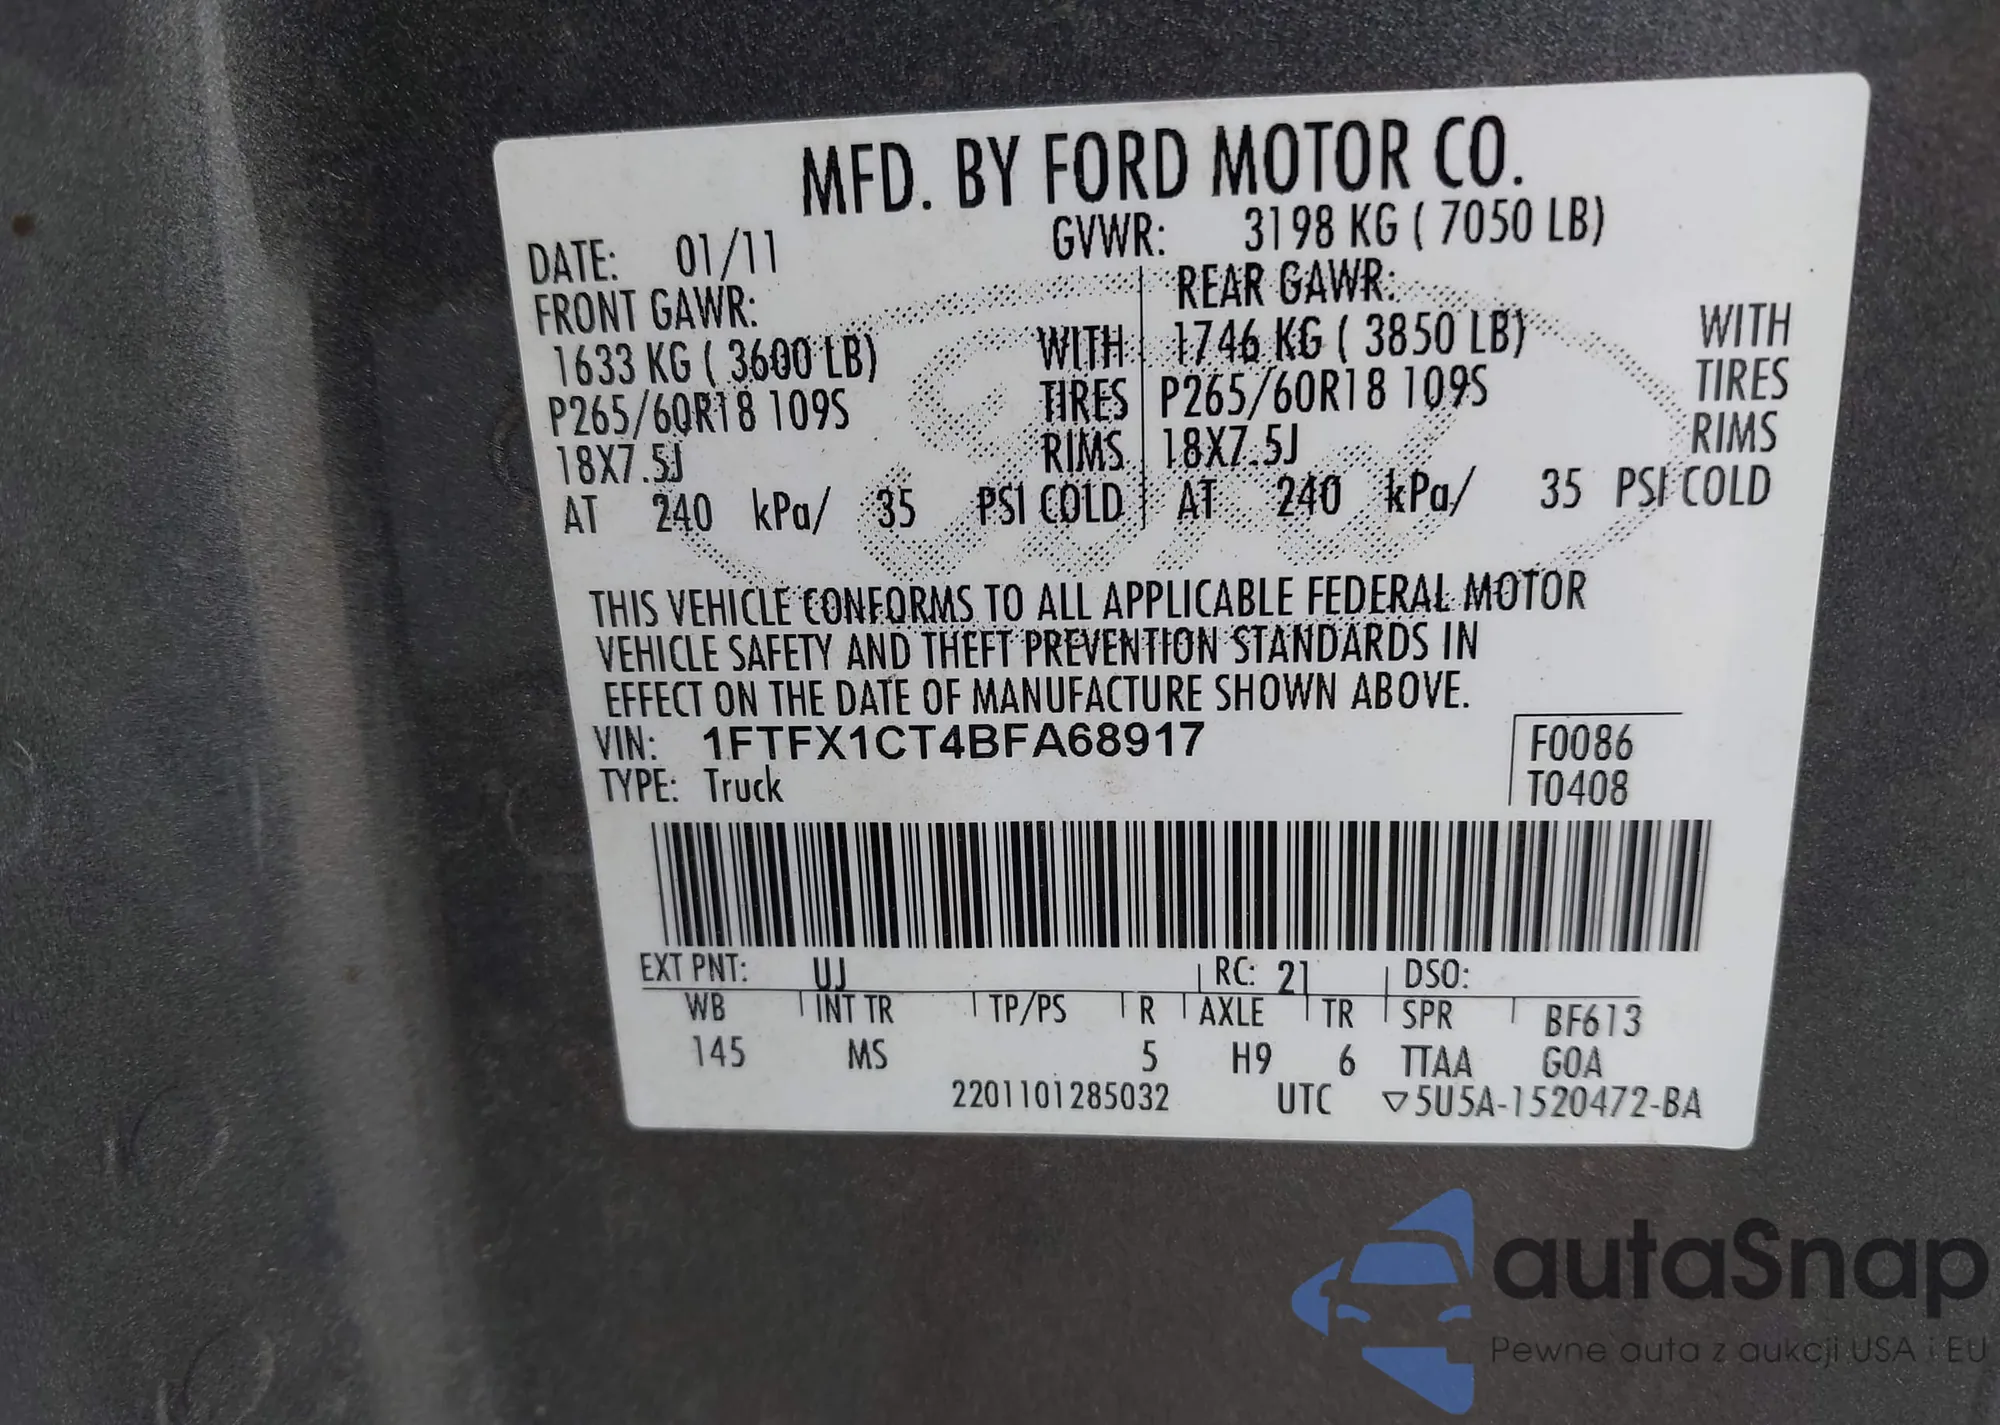 MFD. BY FORD MOTOR CO.
DATE: 01/11 GVWR: 3198 KG ( 7050 LB)
FRONT GAWR: REAR GAWR:
1633 KG ( 3600 LB) WITH 1746 KG ( 3850 LB) WITH
P265/60R18 109S TIRES P265/60R18 109S TIRES
18X7.5J RIMS 18X7.5J RIMS
AT 240 kPa/ 35 PSI COLD AT 240 kPa/ 35 PSI COLD
THIS VEHICLE CONFORMS TO ALL APPLICABLE FEDERAL MOTOR
VEHICLE SAFETY AND THEFT PREVENTION STANDARDS IN
EFFECT ON THE DATE OF MANUFACTURE SHOWN ABOVE.
VIN: 1FTFX1CT4BFA68917 F0086
TYPE: Truck T0408
EXT PNT: UJ RC: 21 DSO:
WB INT TR TP/PS R AXLE TR SPR BF613
145 MS 5 H9 6 TTAA GOA
2201101285032 UTC ▽5U5A-1520472-BA
autaSnap
Pewne auta z aukcji USA i EU